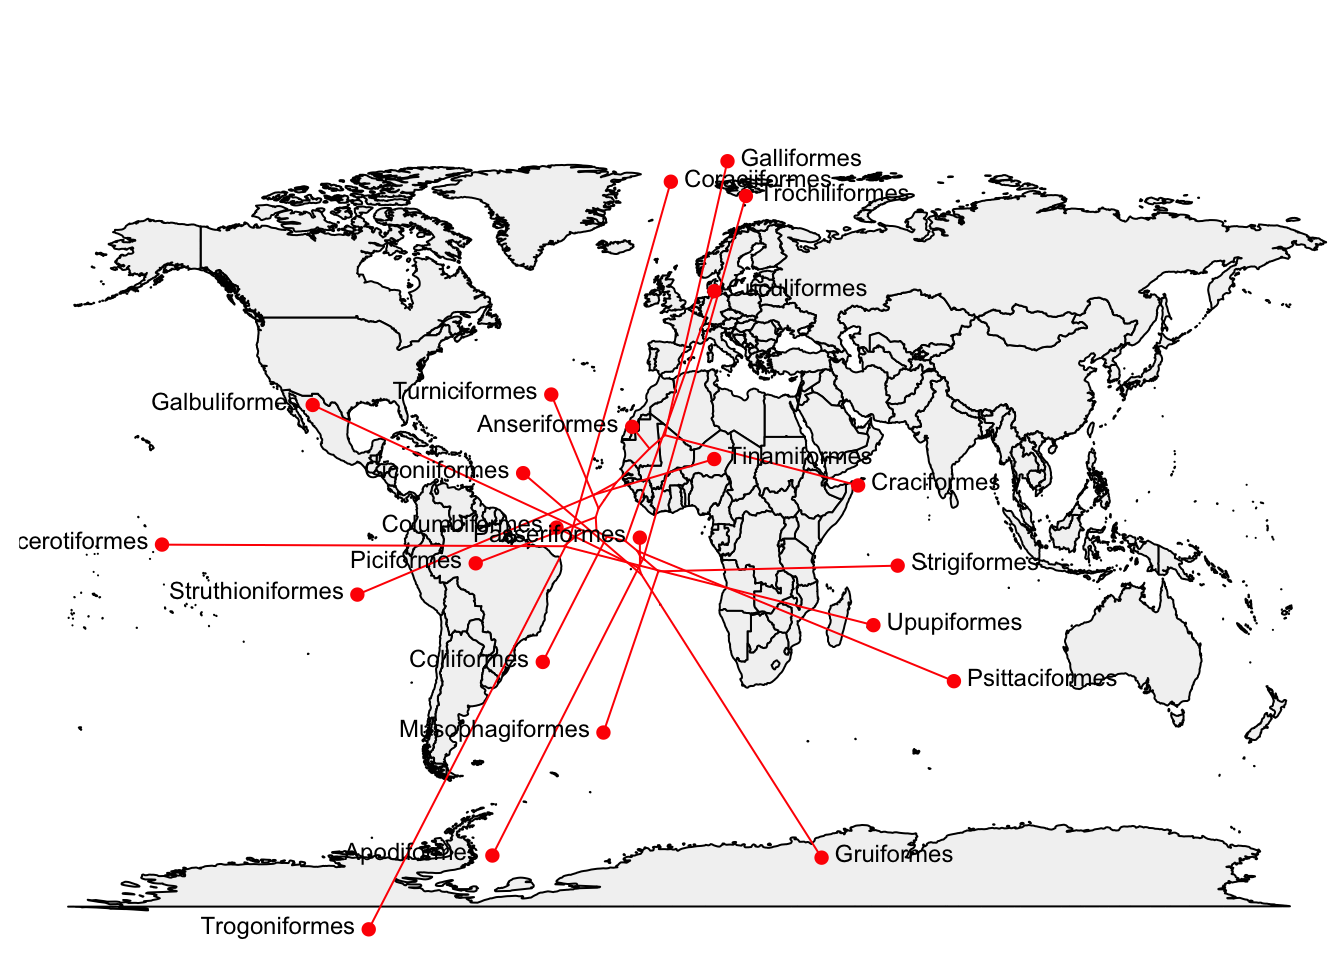 Galliformes
Coraciiformes
Trochiliformes
Cuculiformes
Turniciformes
Galbuliformes
Anseriformes
Tinamiformes
Ciconiiformes
Craciformes
Columbiformes
Passeriformes
cerotiformes
Piciformes
Strigiformes
Struthioniformes
Upupiformes
Coliiformes
Psittaciformes
Musophagiformes
Apodiformes
Gruiformes
Trogoniformes